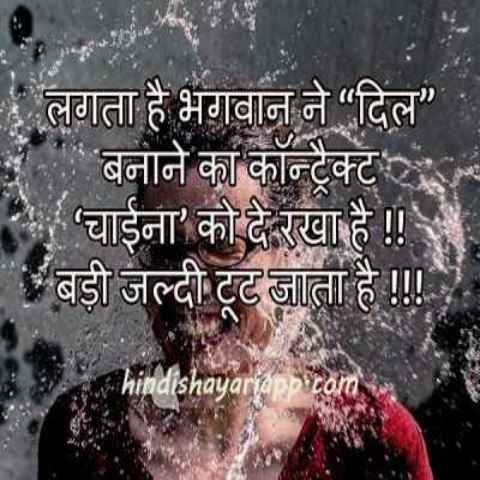 लगता है भगवान ने “दिल”
बनाने का कॉन्ट्रैक्ट
‘चाईना’ को दे रखा है !!
बड़ी जल्दी टूट जाता है !!!
hindishayariapp.com